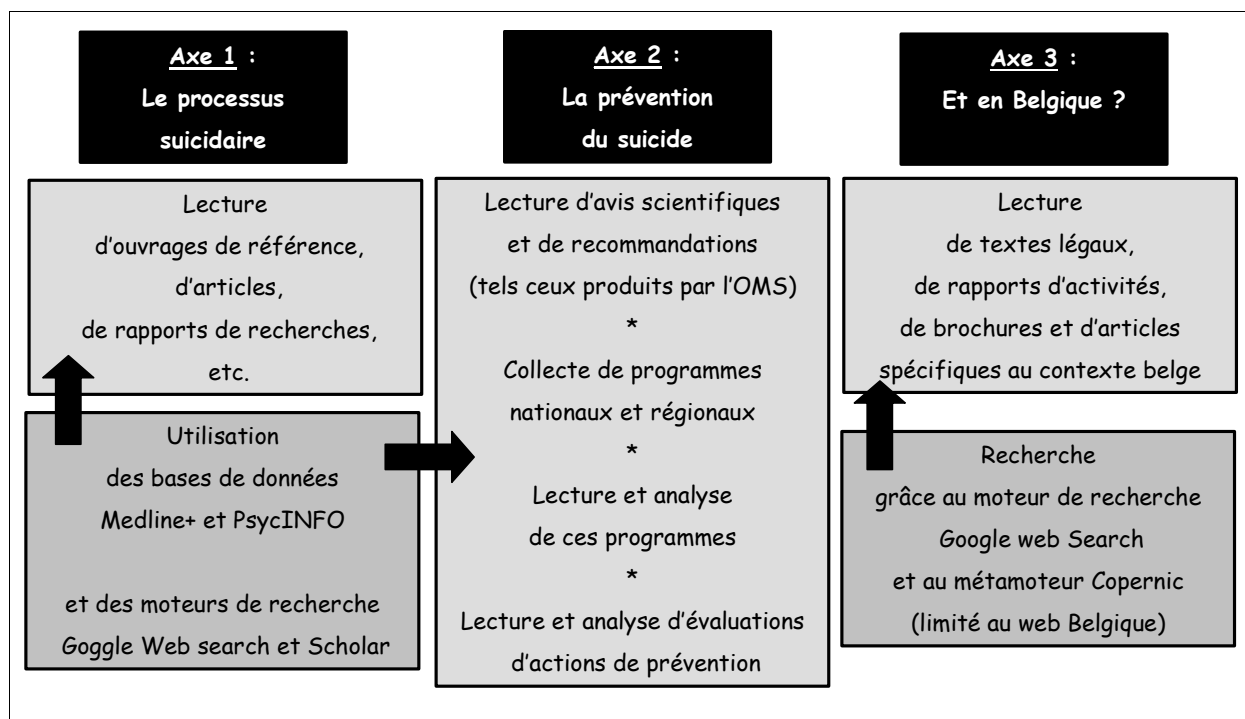 Axe 1 :
Le processus
suicidaire
Lecture
d'ouvrages de référence,
d'articles,
de rapports de recherches,
etc.
Utilisation
des bases de données
Medline+ et PsycINFO
et des moteurs de recherche
Goggle Web search et Scholar
Axe 2 :
La prévention
du suicide
Lecture d'avis scientifiques
et de recommandations
(tels ceux produits par l'OMS)
*
Collecte de programmes
nationaux et régionaux
*
Lecture et analyse
de ces programmes
*
Lecture et analyse d'évaluations
d'actions de prévention
Axe 3 :
Et en Belgique ?
Lecture
de textes légaux,
de rapports d'activités,
de brochures et d'articles
spécifiques au contexte belge
Recherche
grâce au moteur de recherche
Google web Search
et au métamoteur Copernic
(limité au web Belgique)